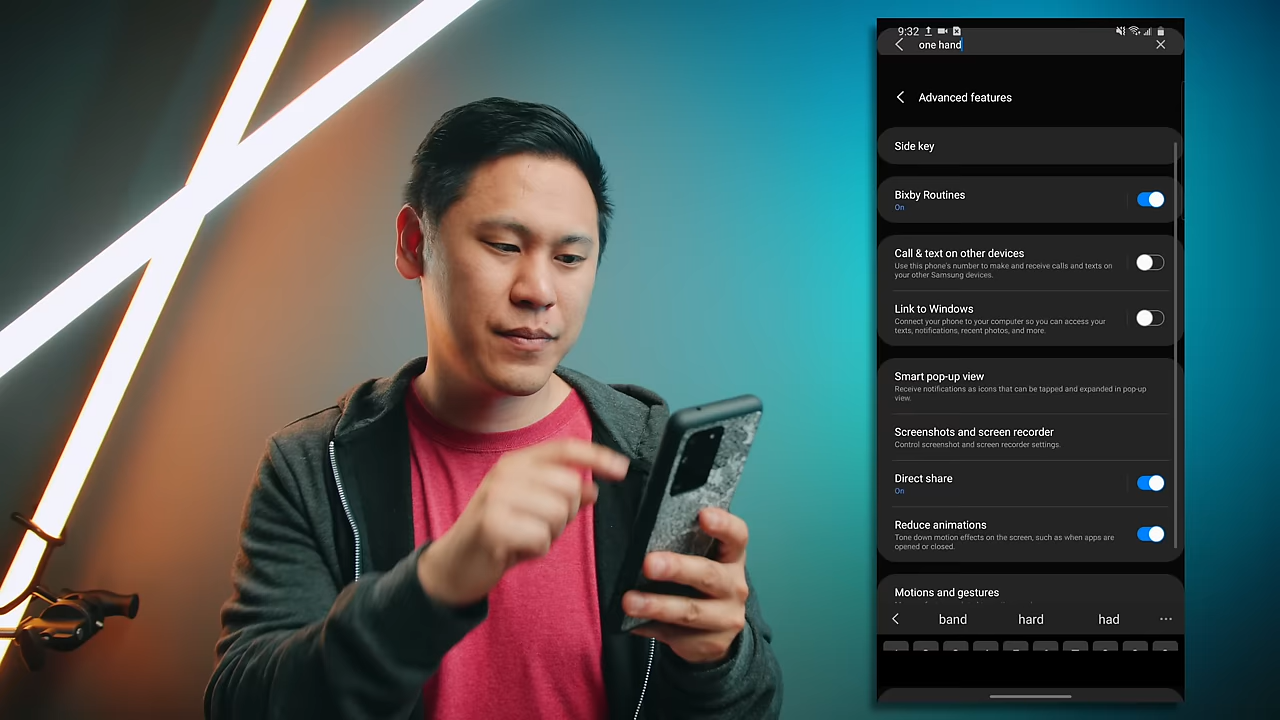 9:32
one hand
Advanced features
Side key
Bixby Routines
On
Call & text on other devices
Use this phone's number to make and receive calls and texts on
your other Samsung devices.
Link to Windows
Connect your phone to your computer so you can access your
texts, notifications, recent photos, and more.
Smart pop-up view
Receive notifications as icons that can be tapped and expanded in pop-up
view.
Screenshots and screen recorder
Control screenshot and screen recorder settings.
Direct share
On
Reduce animations
Tone down motion effects on the screen, such as when apps are
opened or closed.
Motions and gestures
band hard had